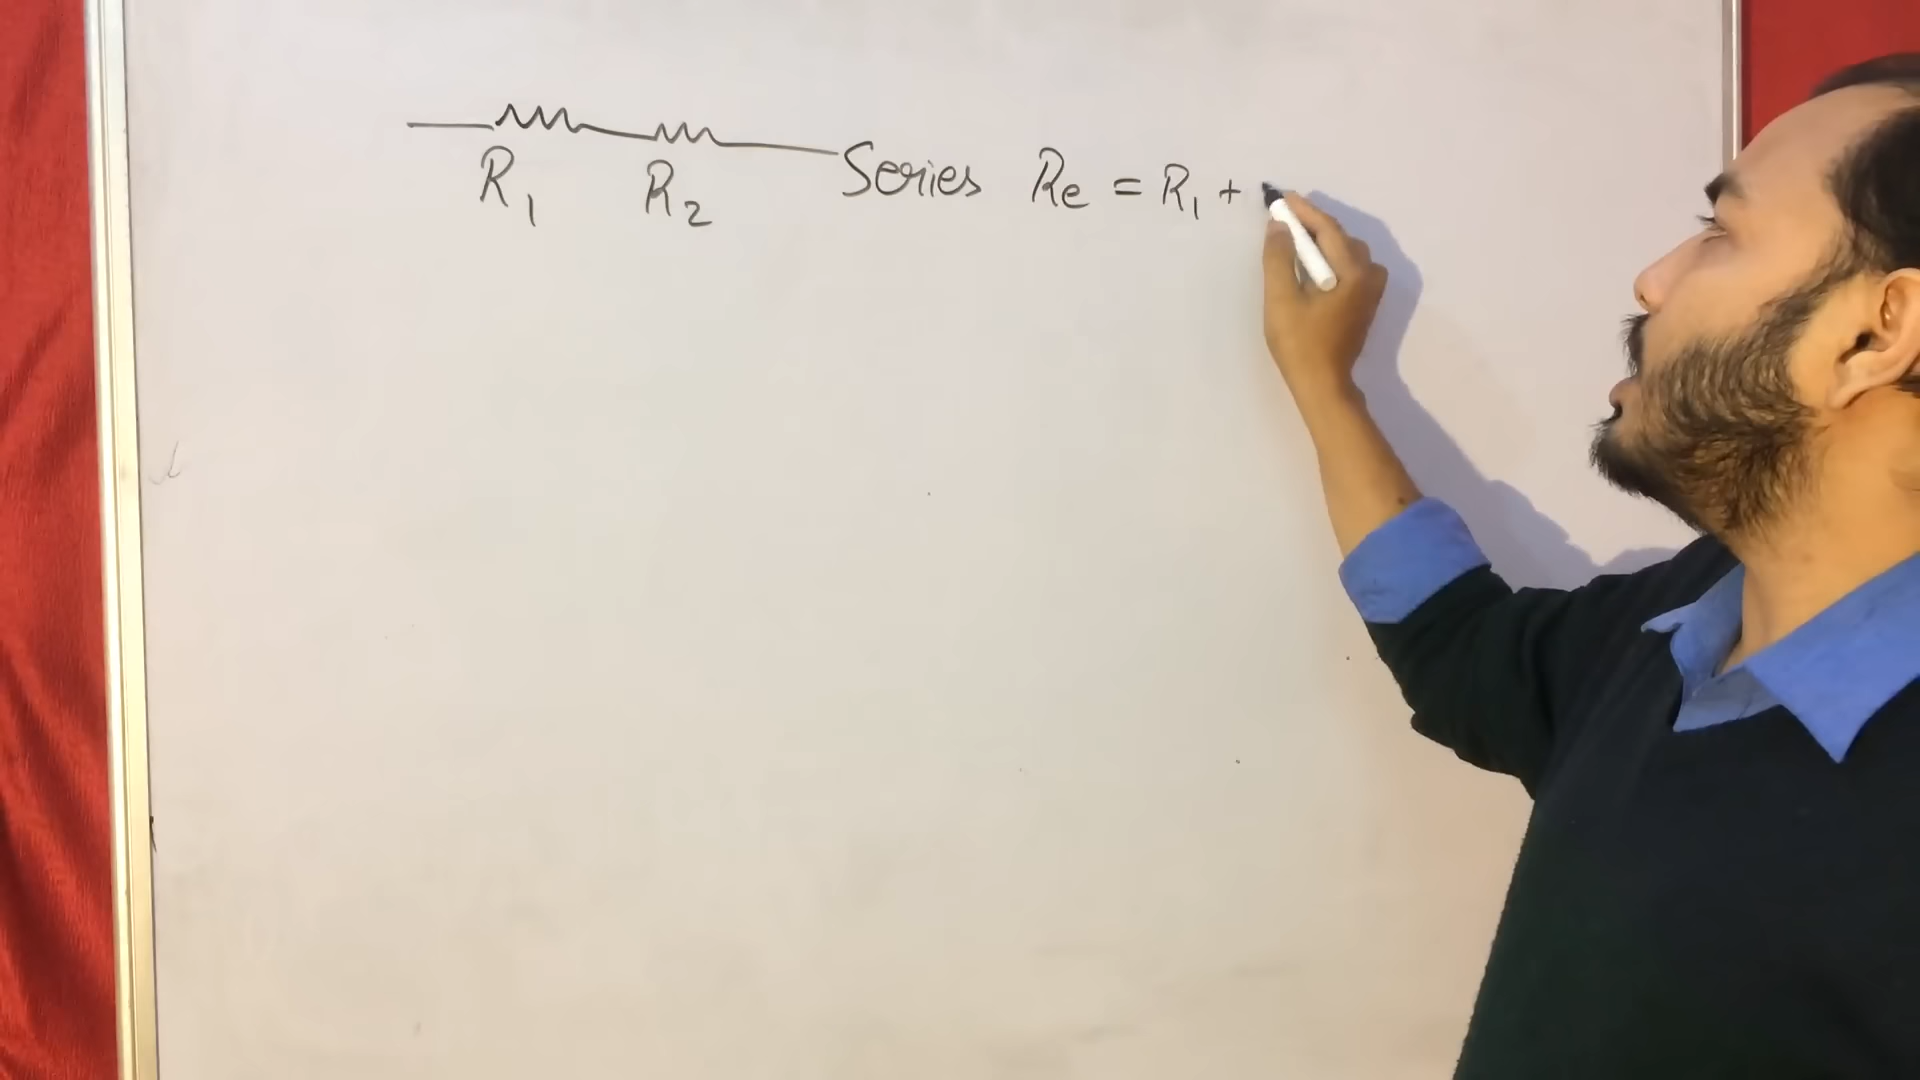 Series Re = R₁ +
R₁ R₂